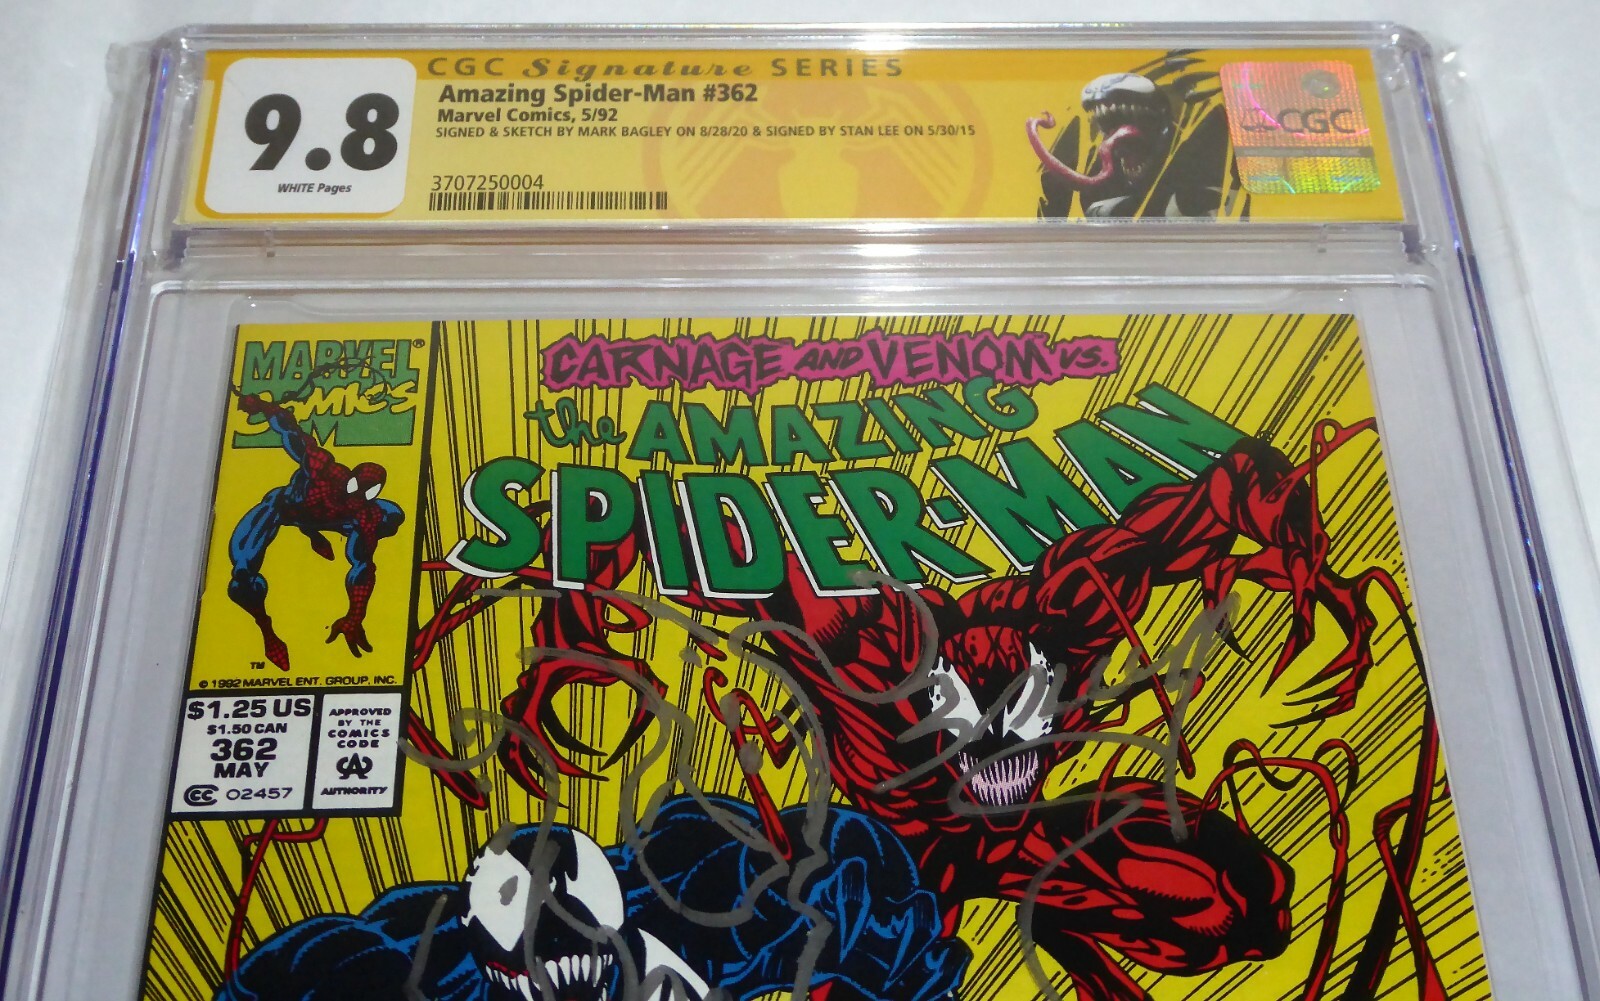 CGC Signature SERIES
9.8
WHITE Pages
Amazing Spider-Man #362
Marvel Comics, 5/92
SIGNED & SKETCH BY MARK BAGLEY ON 8/28/20 & SIGNED BY STAN LEE ON 5/30/15
3707250004
CGC
MARVEL®
COMICS
CARNAGE AND VENOM VS.
the AMAZING
SPIDER-MAN
TM
© 1992 MARVEL ENT. GROUP, INC.
$1.25 US
$1.50 CAN
362
MAY
CC 02457
APPROVED
BY THE
COMICS
CODE
CA
AUTHORITY